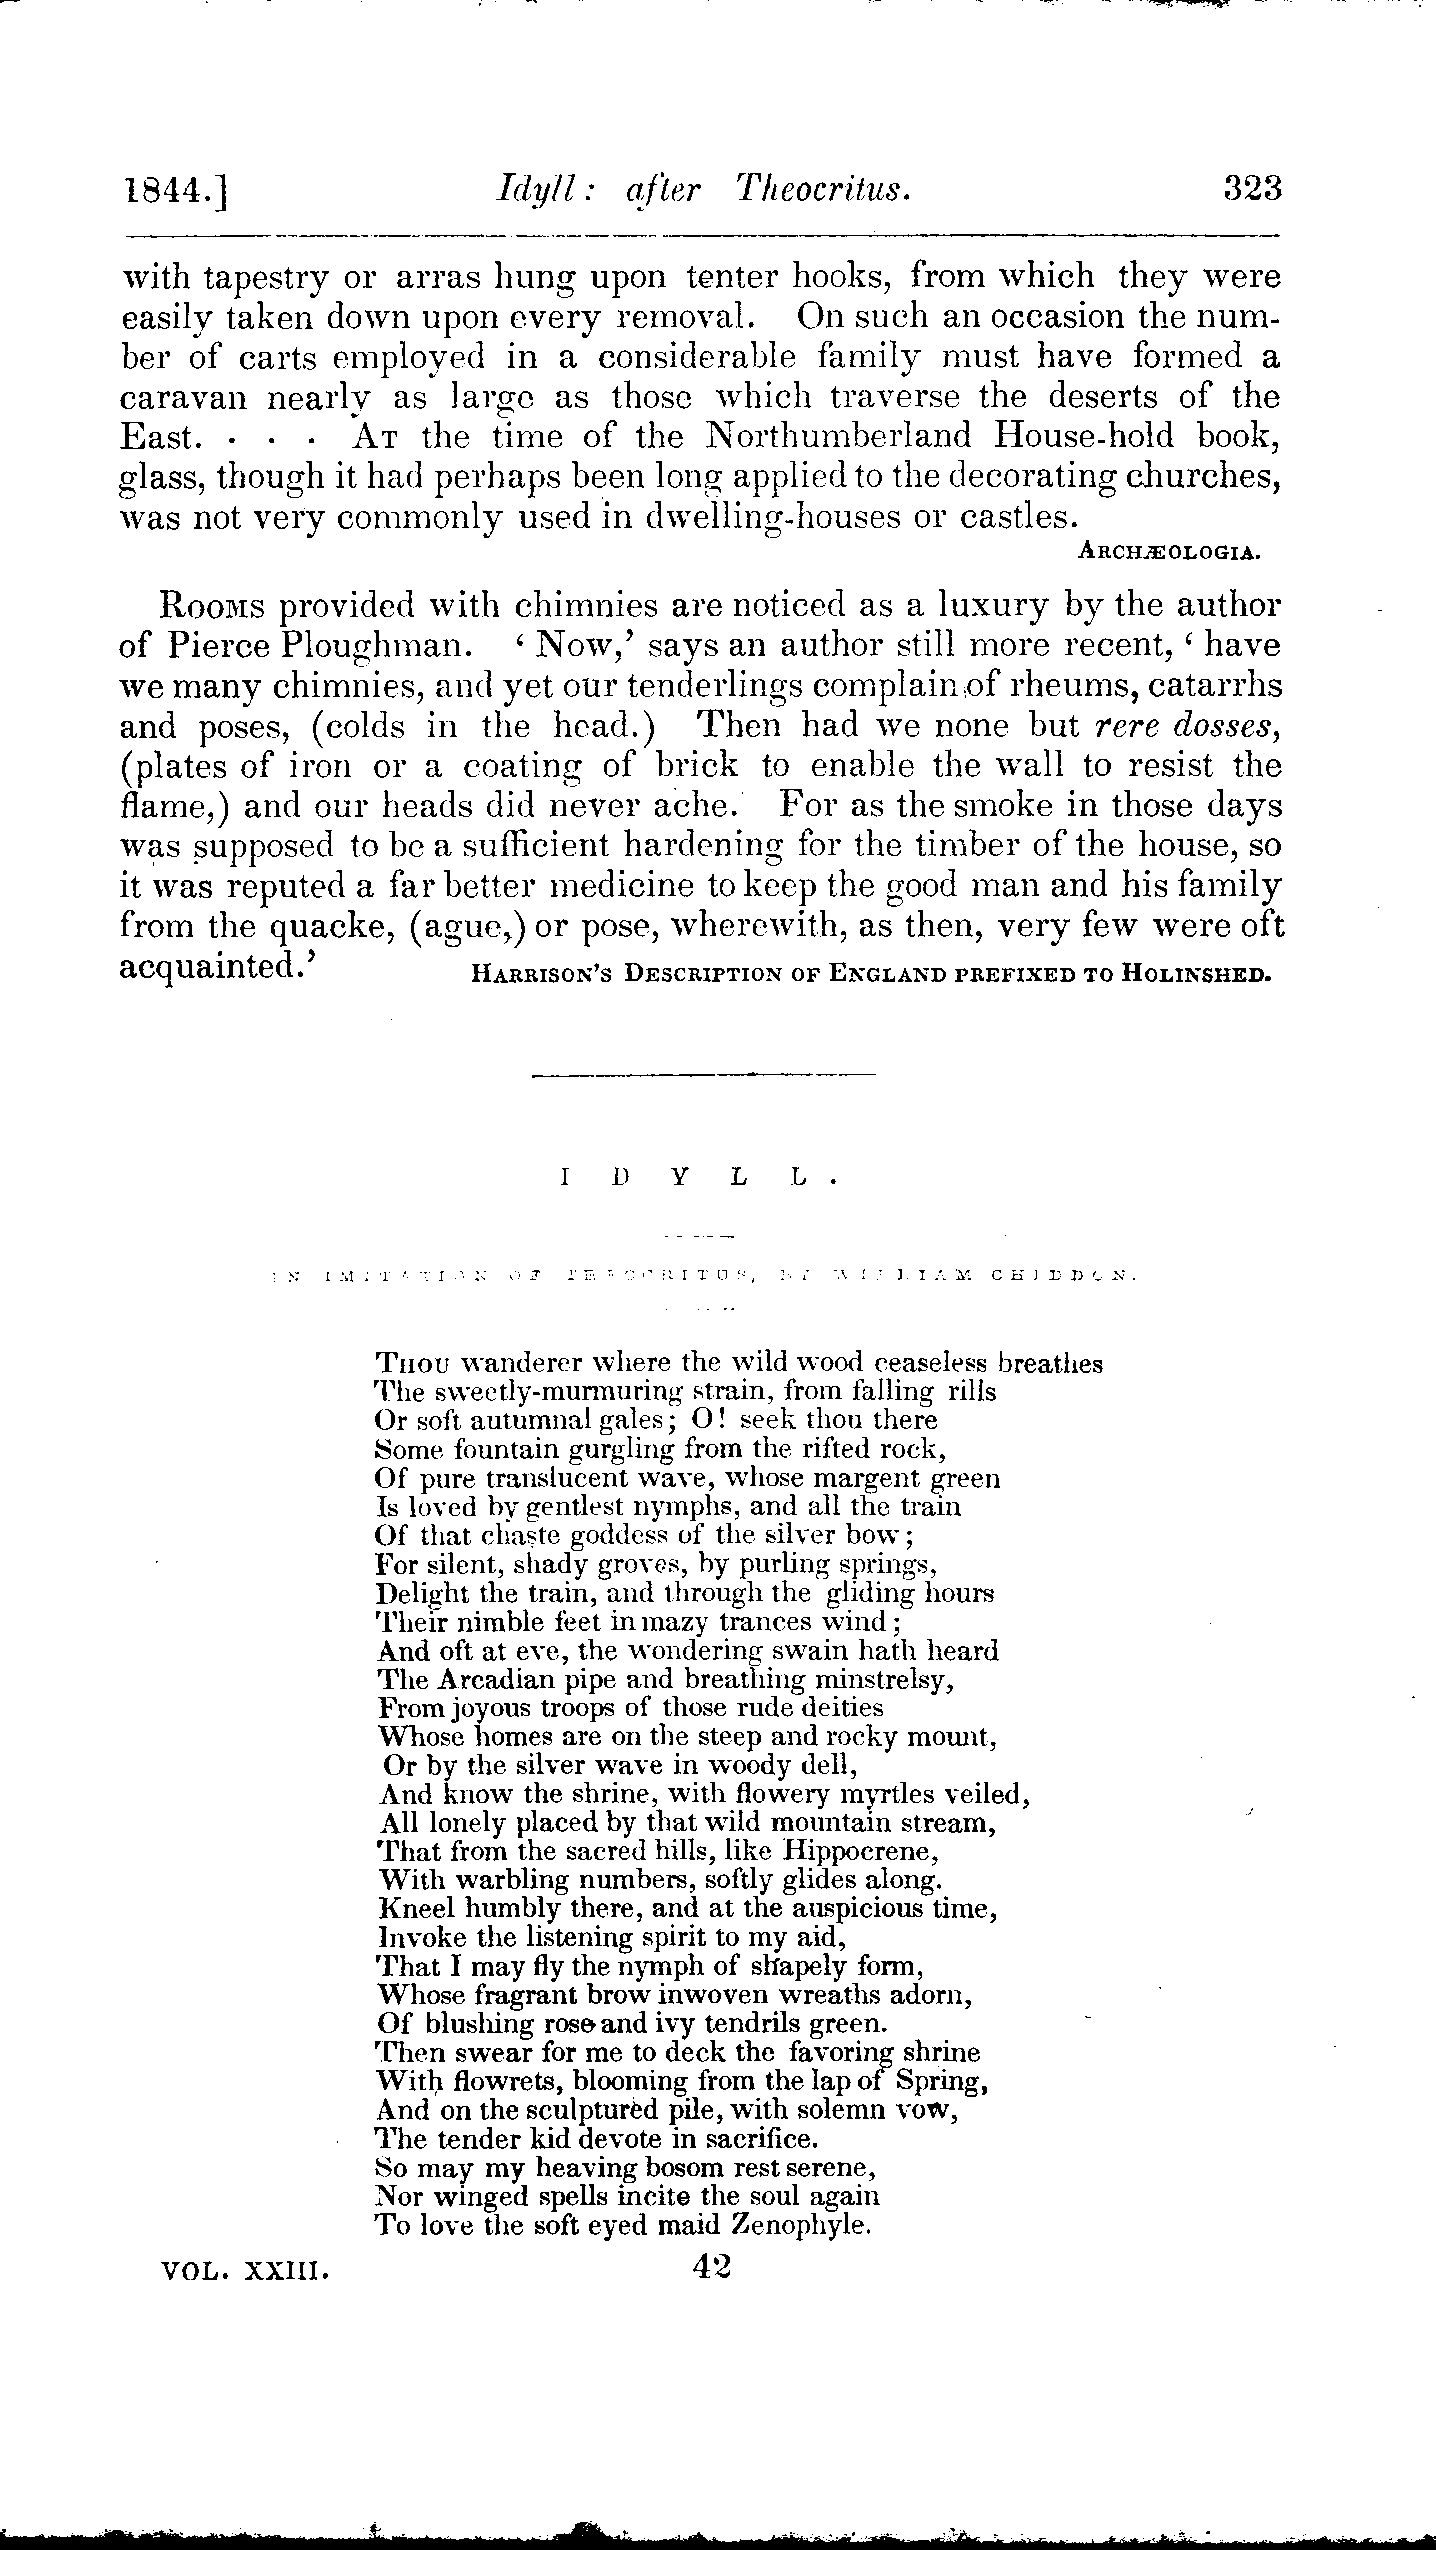 1844.] Idyll: after Theocritus. 323
with tapestry or arras hung upon tenter hooks, from which they were
easily taken down upon every removal. On such an occasion the num-
ber of carts employed in a considerable family must have formed a
caravan nearly as large as those which traverse the deserts of the
East. · · · At the time of the Northumberland House-hold book,
glass, though it had perhaps been long applied to the decorating churches,
was not very commonly used in dwelling-houses or castles.
ARCHÆOLOGIA.
Rooms provided with chimnies are noticed as a luxury by the author
of Pierce Ploughman. ‘ Now,’ says an author still more recent, ‘ have
we many chimnies, and yet our tenderlings complain of rheums, catarrhs
and poses, (colds in the head.) Then had we none but rere dosses,
(plates of iron or a coating of brick to enable the wall to resist the
flame,) and our heads did never ache. For as the smoke in those days
was supposed to be a sufficient hardening for the timber of the house, so
it was reputed a far better medicine to keep the good man and his family
from the quacke, (ague,) or pose, wherewith, as then, very few were oft
acquainted.’ HARRISON'S DESCRIPTION OF ENGLAND PREFIXED TO HOLINSHED.
IDYLL.
IN IMITATION OF THEOCRITUS, BY WILLIAM CHIDDON.
THOU wanderer where the wild wood ceaseless breathes
The sweetly-murmuring strain, from falling rills
Or soft autumnal gales; O! seek thou there
Some fountain gurgling from the rifted rock,
Of pure translucent wave, whose margent green
Is loved by gentlest nymphs, and all the train
Of that chaste goddess of the silver bow;
For silent, shady groves, by purling springs,
Delight the train, and through the gliding hours
Their nimble feet in mazy trances wind;
And oft at eve, the wondering swain hath heard
The Arcadian pipe and breathing minstrelsy,
From joyous troops of those rude deities
Whose homes are on the steep and rocky mount,
Or by the silver wave in woody dell,
And know the shrine, with flowery myrtles veiled,
All lonely placed by that wild mountain stream,
That from the sacred hills, like Hippocrene,
With warbling numbers, softly glides along.
Kneel humbly there, and at the auspicious time,
Invoke the listening spirit to my aid,
That I may fly the nymph of shapely form,
Whose fragrant brow inwoven wreaths adorn,
Of blushing rose and ivy tendrils green.
Then swear for me to deck the favoring shrine
With flowrets, blooming from the lap of Spring,
And on the sculpturèd pile, with solemn vow,
The tender kid devote in sacrifice.
So may my heaving bosom rest serene,
Nor winged spells incite the soul again
To love the soft eyed maid Zenophyle.
VOL. XXIII. 42